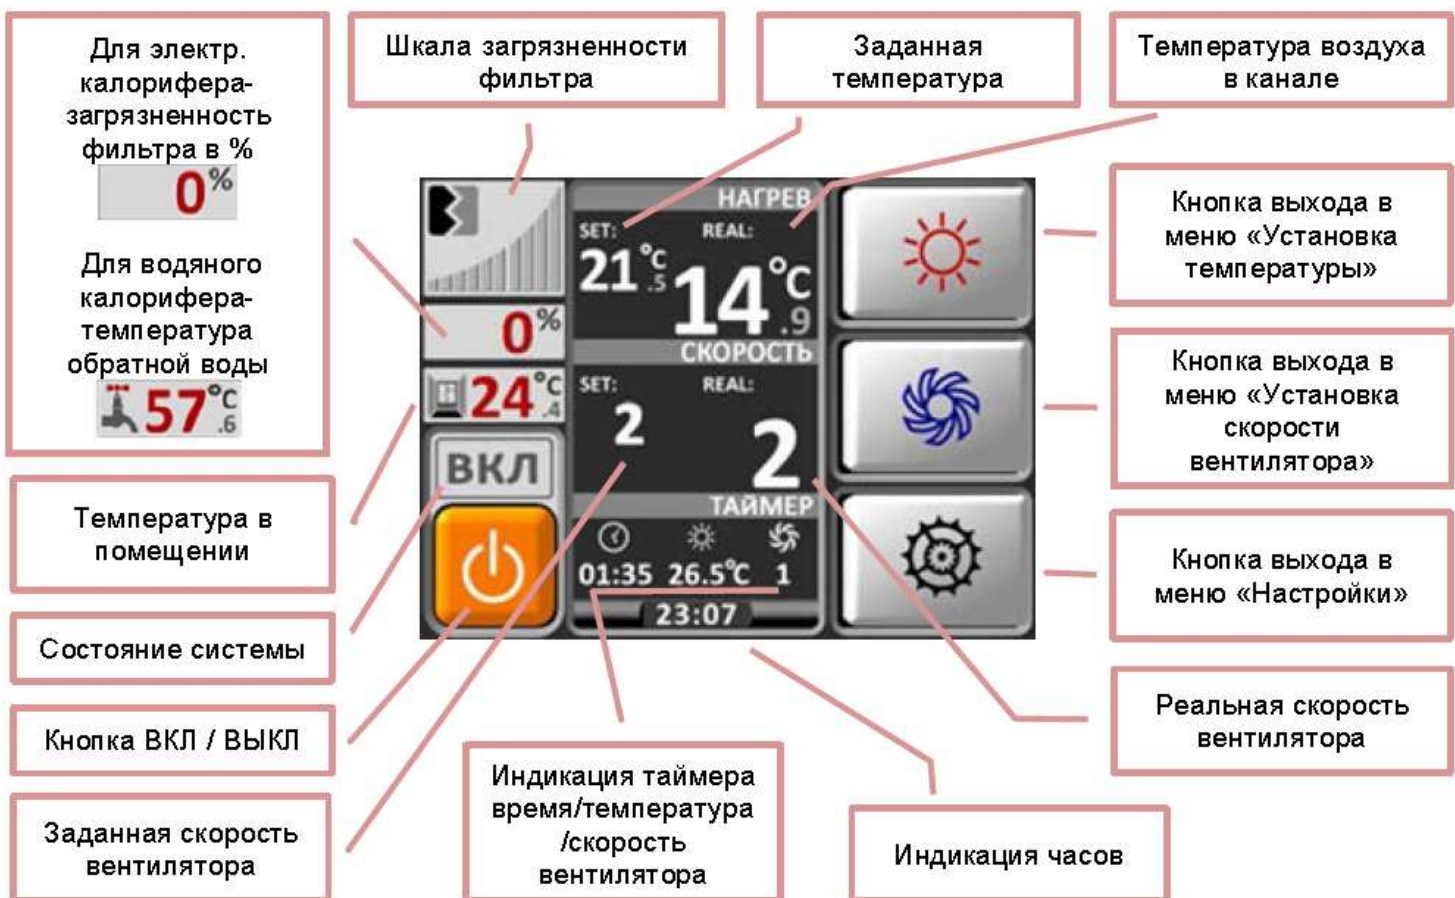 Для электр.
калорифера-
загрязненность
фильтра в %
0%
Для водяного
калорифера-
температура
обратной воды
57°C
.6
Шкала загрязненности
фильтра
Заданная
температура
Температура воздуха
в канале
НАГРЕВ
SET: REAL:
21°C
.5
14°C
.9
0%
24°C
.4
СКОРОСТЬ
SET: REAL:
2
2
ВКЛ
ТАЙМЕР
01:35 26.5°C 1
23:07
Кнопка выхода в
меню «Установка
температуры»
Кнопка выхода в
меню «Установка
скорости
вентилятора»
Кнопка выхода в
меню «Настройки»
Реальная скорость
вентилятора
Температура в
помещении
Состояние системы
Кнопка ВКЛ / ВЫКЛ
Заданная скорость
вентилятора
Индикация таймера
время/температура
/скорость
вентилятора
Индикация часов